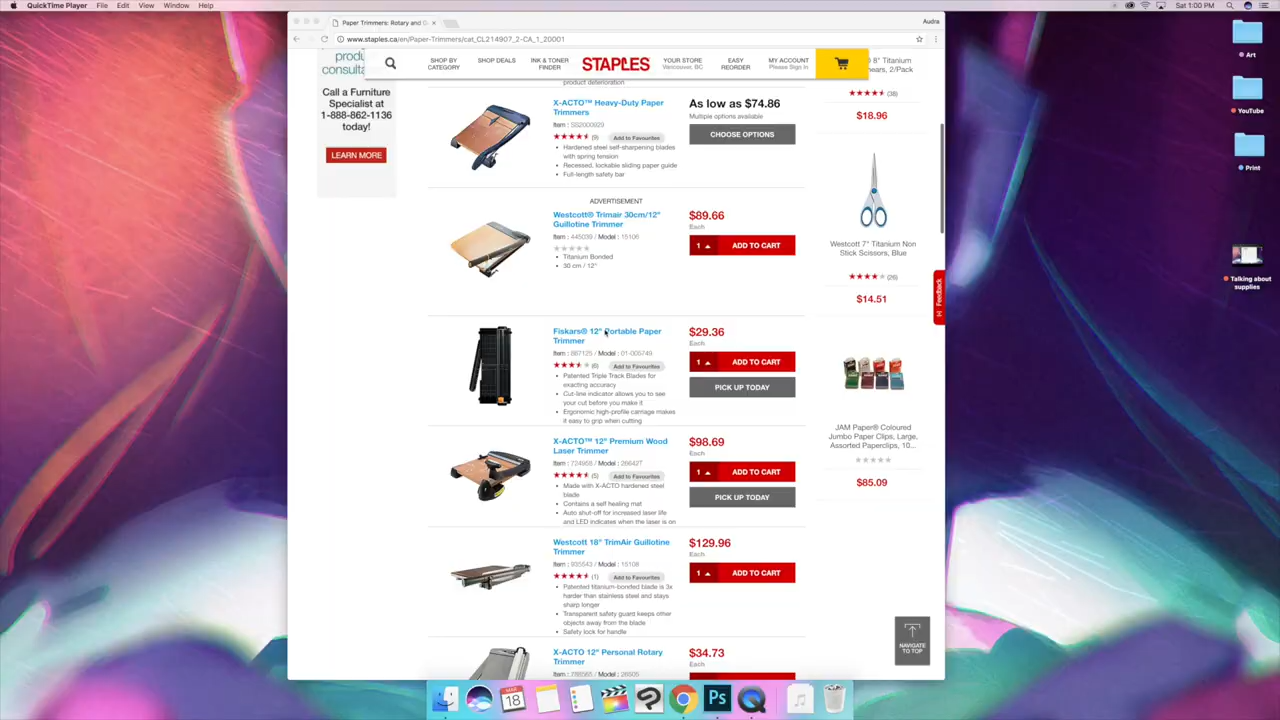 QuickTime Player File Edit View Window Help
Sat 1:00 PM
Paper Trimmers: Rotary and G
Audra
www.staples.ca/en/Paper-Trimmers/cat_CL214907_2-CA_1_20001
SHOP BY
CATEGORY
SHOP DEALS
INK & TONER
FINDER
STAPLES
YOUR STORE
Vancouver, BC
EASY
REORDER
MY ACCOUNT
Please Sign In
produ
consulta
Call a Furniture
Specialist at
1-888-862-1136
today!
LEARN MORE
product deterioration
X-ACTO™ Heavy-Duty Paper
Trimmers
Item : SS2000929
(9) Add to Favourites
• Hardened steel self-sharpening blades
with spring tension
• Recessed, lockable sliding paper guide
• Full-length safety bar
As low as $74.86
Multiple options available
CHOOSE OPTIONS
ADVERTISEMENT
Westcott® Trimair 30cm/12"
Guillotine Trimmer
Item : 445039 / Model : 15106
• Titanium Bonded
• 30 cm / 12"
$89.66
Each
1 ADD TO CART
Fiskars® 12" Portable Paper
Trimmer
Item : 887125 / Model : 01-005749
(6) Add to Favourites
• Patented Triple Track Blades for
exacting accuracy
• Cut-line indicator allows you to see
your cut before you make it
• Ergonomic high-profile carriage makes
it easy to grip when cutting
$29.36
Each
1 ADD TO CART
PICK UP TODAY
X-ACTO™ 12" Premium Wood
Laser Trimmer
Item : 724958 / Model : 26642T
(5) Add to Favourites
• Made with X-ACTO hardened steel
blade
• Contains a self healing mat
• Auto shut-off for increased laser life
and LED indicates when the laser is on
$98.69
Each
1 ADD TO CART
PICK UP TODAY
Westcott 18" TrimAir Guillotine
Trimmer
Item : 935543 / Model : 15108
(1) Add to Favourites
• Patented titanium-bonded blade is 3x
harder than stainless steel and stays
sharp longer
• Transparent safety guard keeps other
objects away from the blade
• Safety lock for handle
$129.96
Each
1 ADD TO CART
X-ACTO 12" Personal Rotary
Trimmer
Item : 786565 / Model : 26505
$34.73
Each
8" Titanium
ears, 2/Pack
(38)
$18.96
Westcott 7" Titanium Non
Stick Scissors, Blue
(26)
$14.51
JAM Paper® Coloured
Jumbo Paper Clips, Large,
Assorted Paperclips, 10...
$85.09
Feedback
NAVIGATE
TO TOP
Art
YouTube
Print
Talking about
supplies
MAR
18
Ps